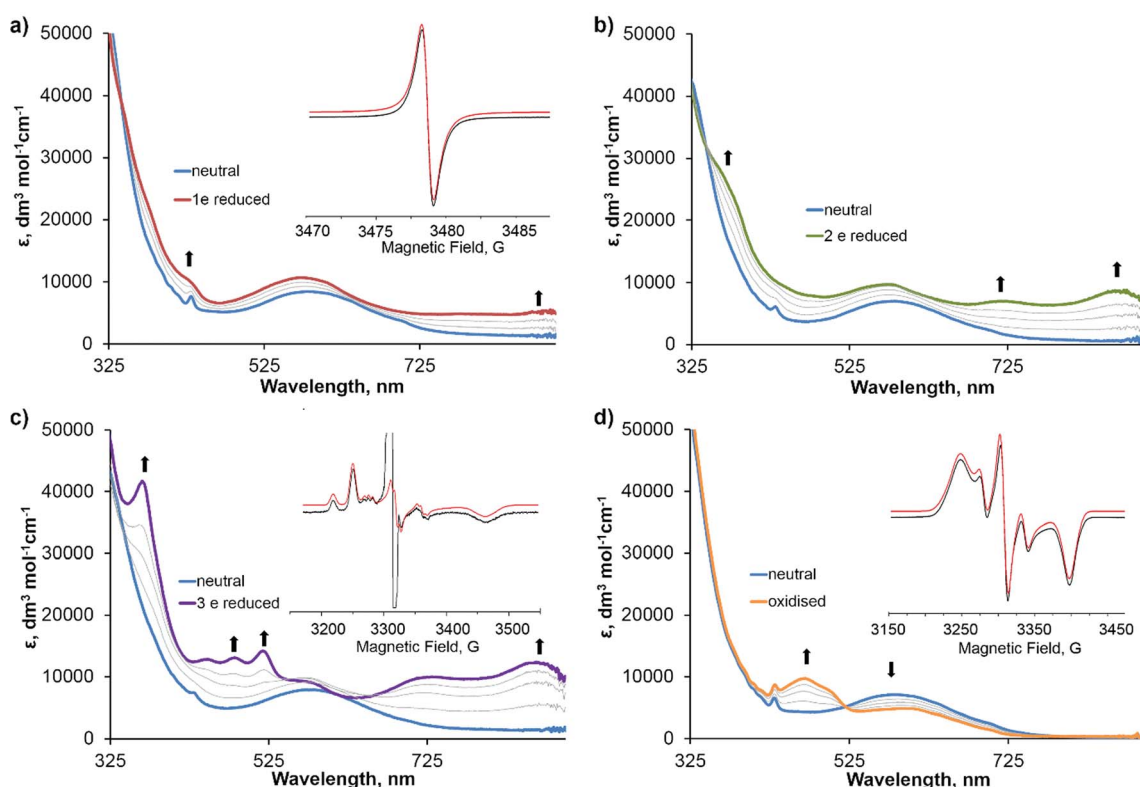 a)
50000
40000
30000
20000
10000
0
ε, dm³ mol⁻¹cm⁻¹
neutral
1e reduced
3470 3475 3480 3485
Magnetic Field, G
325 525 725
Wavelength, nm
b)
50000
40000
30000
20000
10000
0
ε, dm³ mol⁻¹cm⁻¹
neutral
2 e reduced
325 525 725
Wavelength, nm
c)
50000
40000
30000
20000
10000
0
ε, dm³ mol⁻¹cm⁻¹
neutral
3 e reduced
3200 3300 3400 3500
Magnetic Field, G
325 525 725
Wavelength, nm
d)
50000
40000
30000
20000
10000
0
ε, dm³ mol⁻¹cm⁻¹
neutral
oxidised
3150 3250 3350 3450
Magnetic Field, G
325 525 725
Wavelength, nm